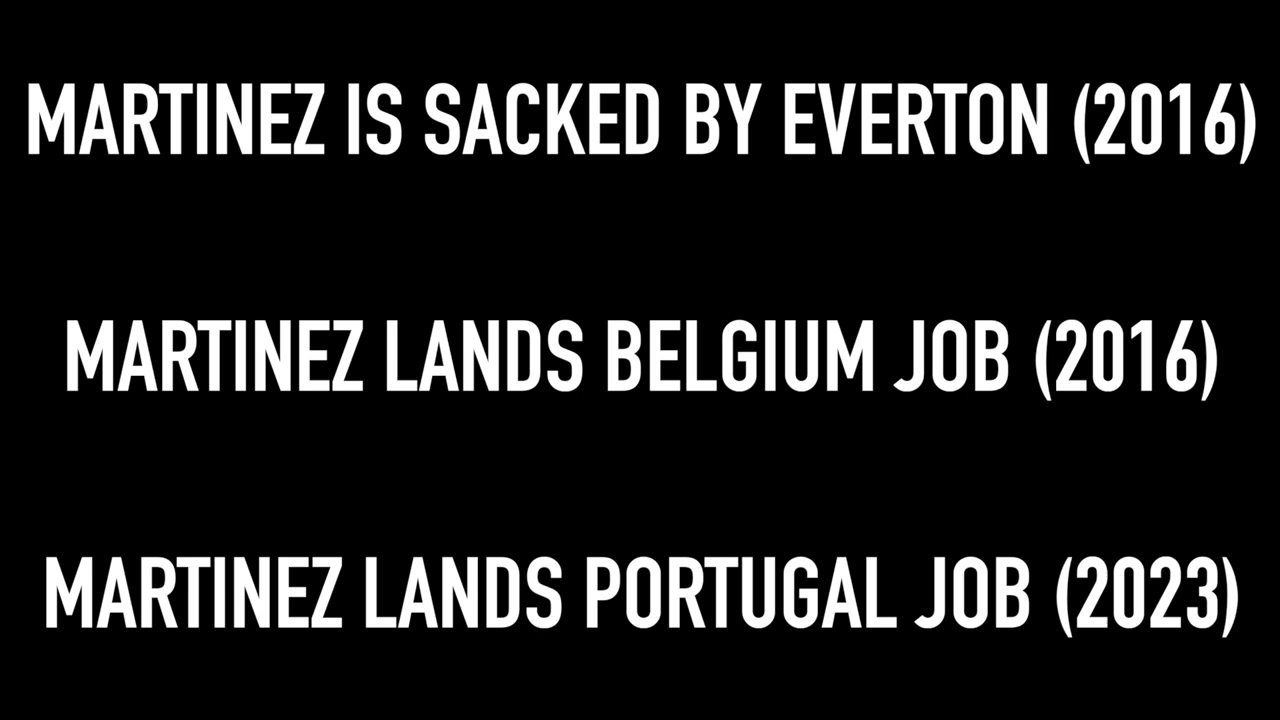 MARTINEZ IS SACKED BY EVERTON (2016)
MARTINEZ LANDS BELGIUM JOB (2016)
MARTINEZ LANDS PORTUGAL JOB (2023)